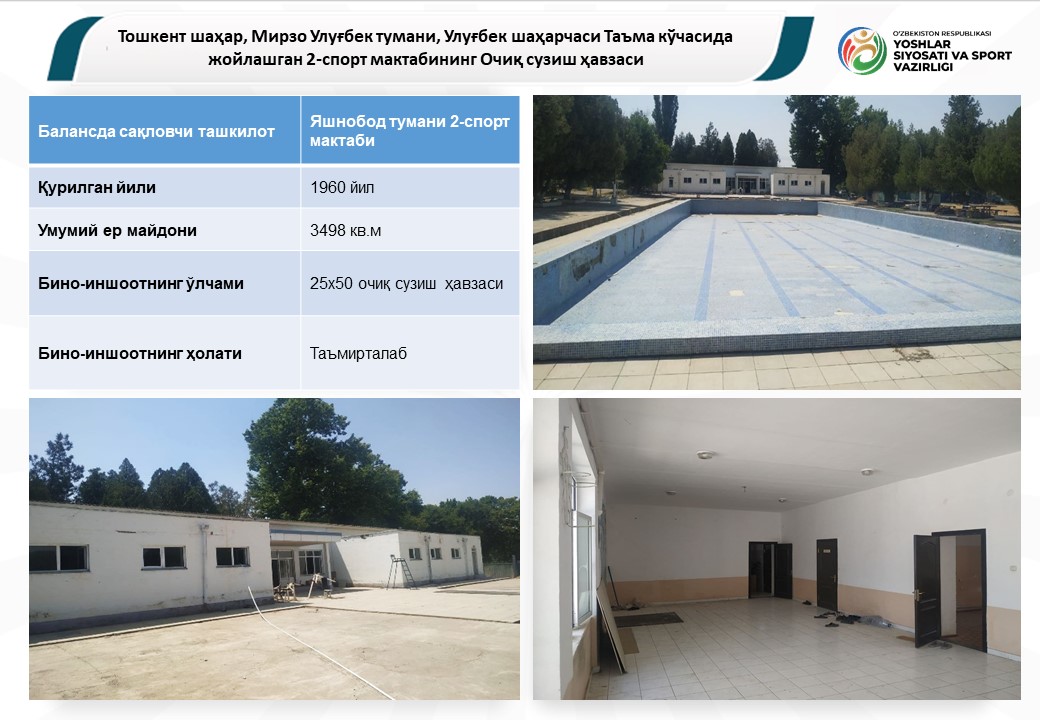 Тошкент шаҳар, Мирзо Улуғбек тумани, Улуғбек шаҳарчаси Таъма кўчасида
жойлашган 2-спорт мактабининг Очиқ сузиш ҳавзаси
O'ZBEKISTON RESPUBLIKASI
YOSHLAR
SIYOSATI VA SPORT
VAZIRLIGI
Балансда сақловчи ташкилот
Яшнобод тумани 2-спорт
мактаби
Қурилган йили
1960 йил
Умумий ер майдони
3498 кв.м
Бино-иншоотнинг ўлчами
25х50 очиқ сузиш ҳавзаси
Бино-иншоотнинг ҳолати
Таъмирталаб